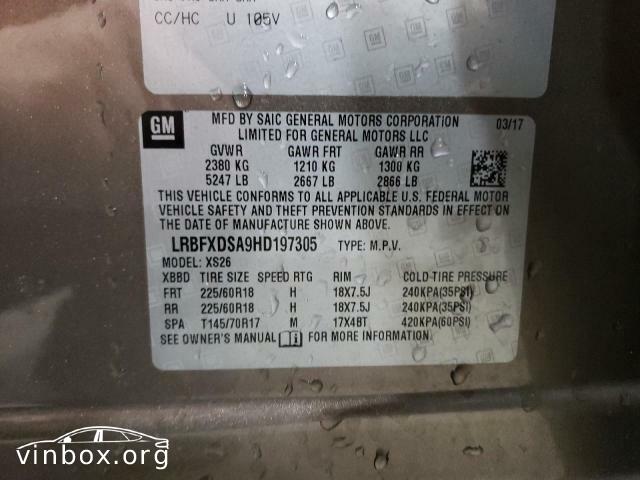 CC/HC U 105V
GM
MFD BY SAIC GENERAL MOTORS CORPORATION 03/17
LIMITED FOR GENERAL MOTORS LLC
GVWR GAWR FRT GAWR RR
2380 KG 1210 KG 1300 KG
5247 LB 2667 LB 2866 LB
THIS VEHICLE CONFORMS TO ALL APPLICABLE U.S. FEDERAL MOTOR
VEHICLE SAFETY AND THEFT PREVENTION STANDARDS IN EFFECT ON
THE DATE OF MANUFACTURE SHOWN ABOVE.
LRBFXDSA9HD197305 TYPE: M.P.V.
MODEL: XS26
XBBD TIRE SIZE SPEED RTG RIM COLD TIRE PRESSURE
FRT 225/60R18 H 18X7.5J 240KPA(35PSI)
RR 225/60R18 H 18X7.5J 240KPA(35PSI)
SPA T145/70R17 M 17X4BT 420KPA(60PSI)
SEE OWNER'S MANUAL FOR MORE INFORMATION.
vinbox.org